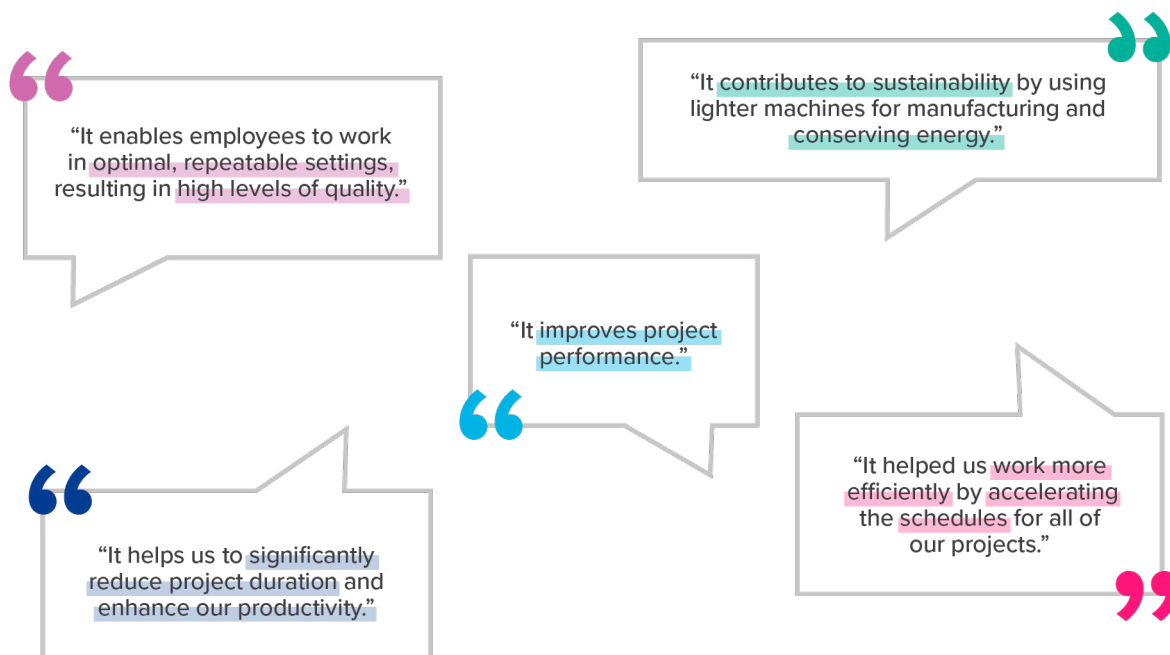 “It enables employees to work
in optimal, repeatable settings,
resulting in high levels of quality.”
“It contributes to sustainability by using
lighter machines for manufacturing and
conserving energy.”
“It improves project
performance.”
“It helps us to significantly
reduce project duration and
enhance our productivity.”
“It helped us work more
efficiently by accelerating
the schedules for all of
our projects.”